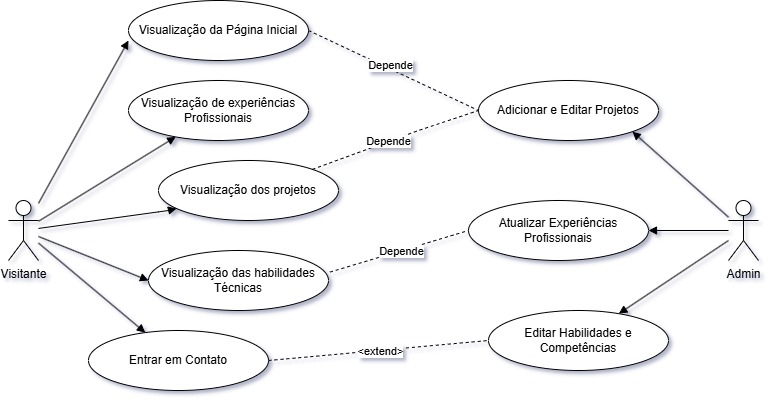 Visualização da Página Inicial
Depende
Visualização de experiências
Profissionais
Adicionar e Editar Projetos
Depende
Visualização dos projetos
Atualizar Experiências
Profissionais
Depende
Visitante
Visualização das habilidades
Técnicas
Admin
Editar Habilidades e
Competências
Entrar em Contato
<extend>